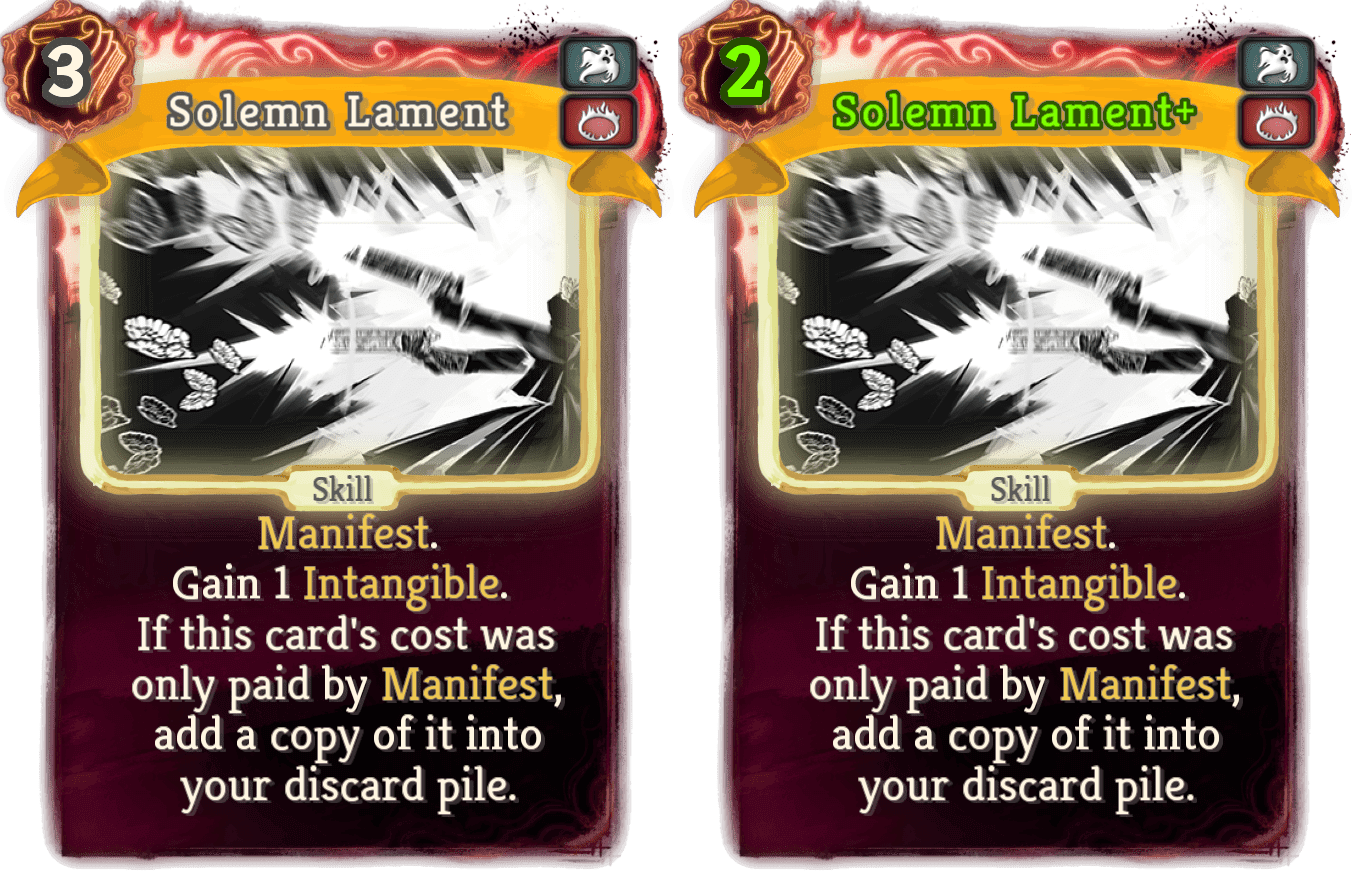 3
Solemn Lament
Skill
Manifest.
Gain 1 Intangible.
If this card's cost was
only paid by Manifest,
add a copy of it into
your discard pile.
2
Solemn Lament+
Skill
Manifest.
Gain 1 Intangible.
If this card's cost was
only paid by Manifest,
add a copy of it into
your discard pile.